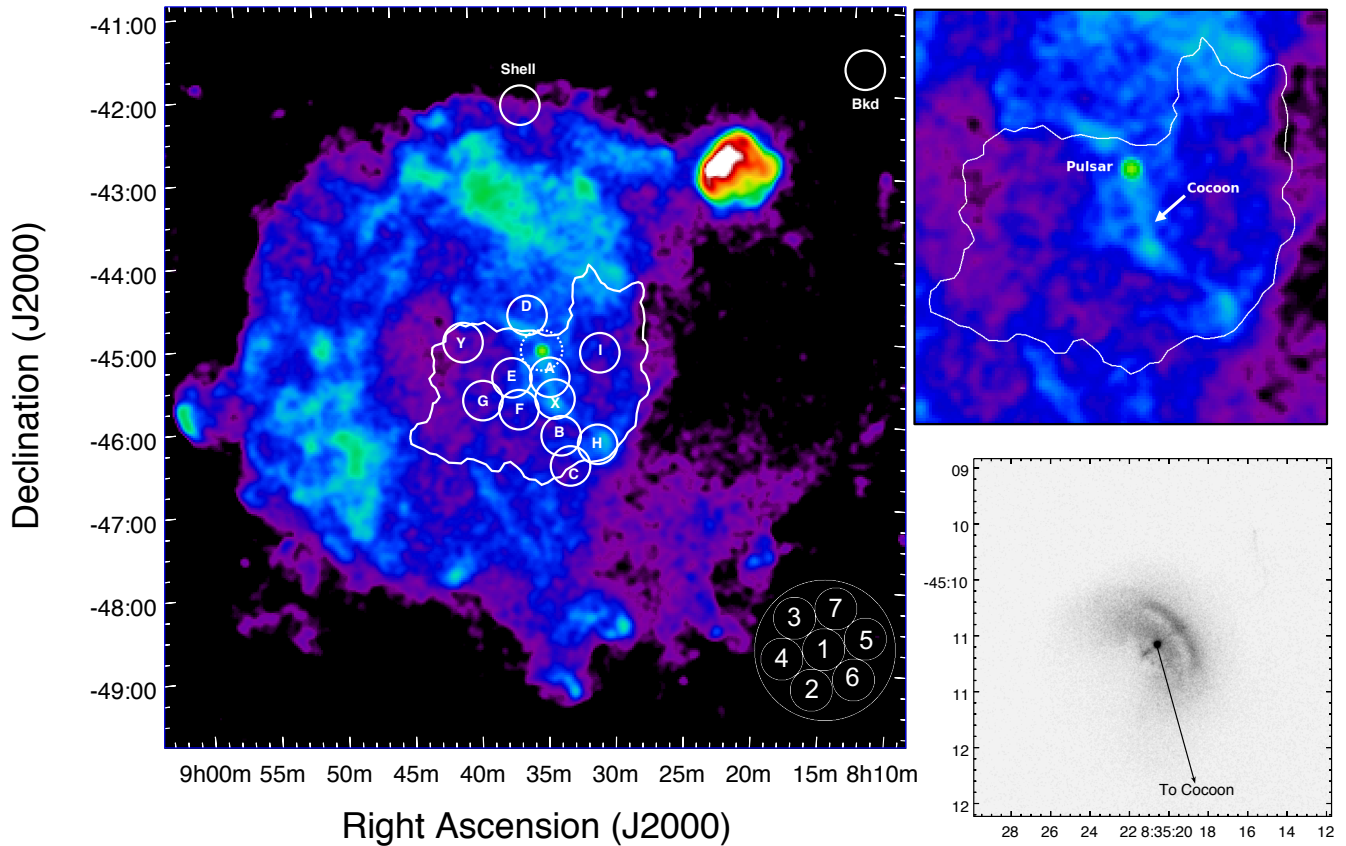 Declination (J2000)
-41:00
-42:00
-43:00
-44:00
-45:00
-46:00
-47:00
-48:00
-49:00
Shell
Bkd
D
Y
I
A
E
G
F
X
B
H
C
3
7
4
1
5
2
6
9h00m 55m 50m 45m 40m 35m 30m 25m 20m 15m 8h10m
Right Ascension (J2000)
Pulsar
Cocoon
09
10
-45:10
11
11
12
12
To Cocoon
28 26 24 22 8:35:20 18 16 14 12